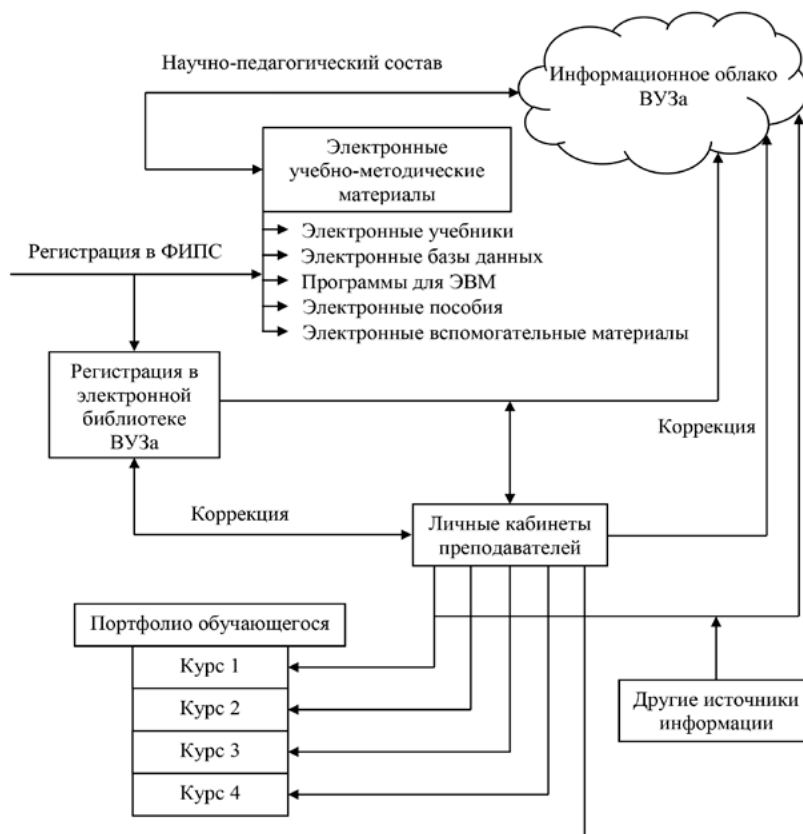 Научно-педагогический состав
Информационное облако
ВУЗа
Электронные
учебно-методические
материалы
Электронные учебники
Регистрация в ФИПС
Электронные базы данных
Программы для ЭВМ
Электронные пособия
Электронные вспомогательные материалы
Регистрация в
электронной
библиотеке
ВУЗа
Коррекция
Коррекция
Личные кабинеты
преподавателей
Портфолио обучающегося
Курс 1
Курс 2
Курс 3
Курс 4
Другие источники
информации